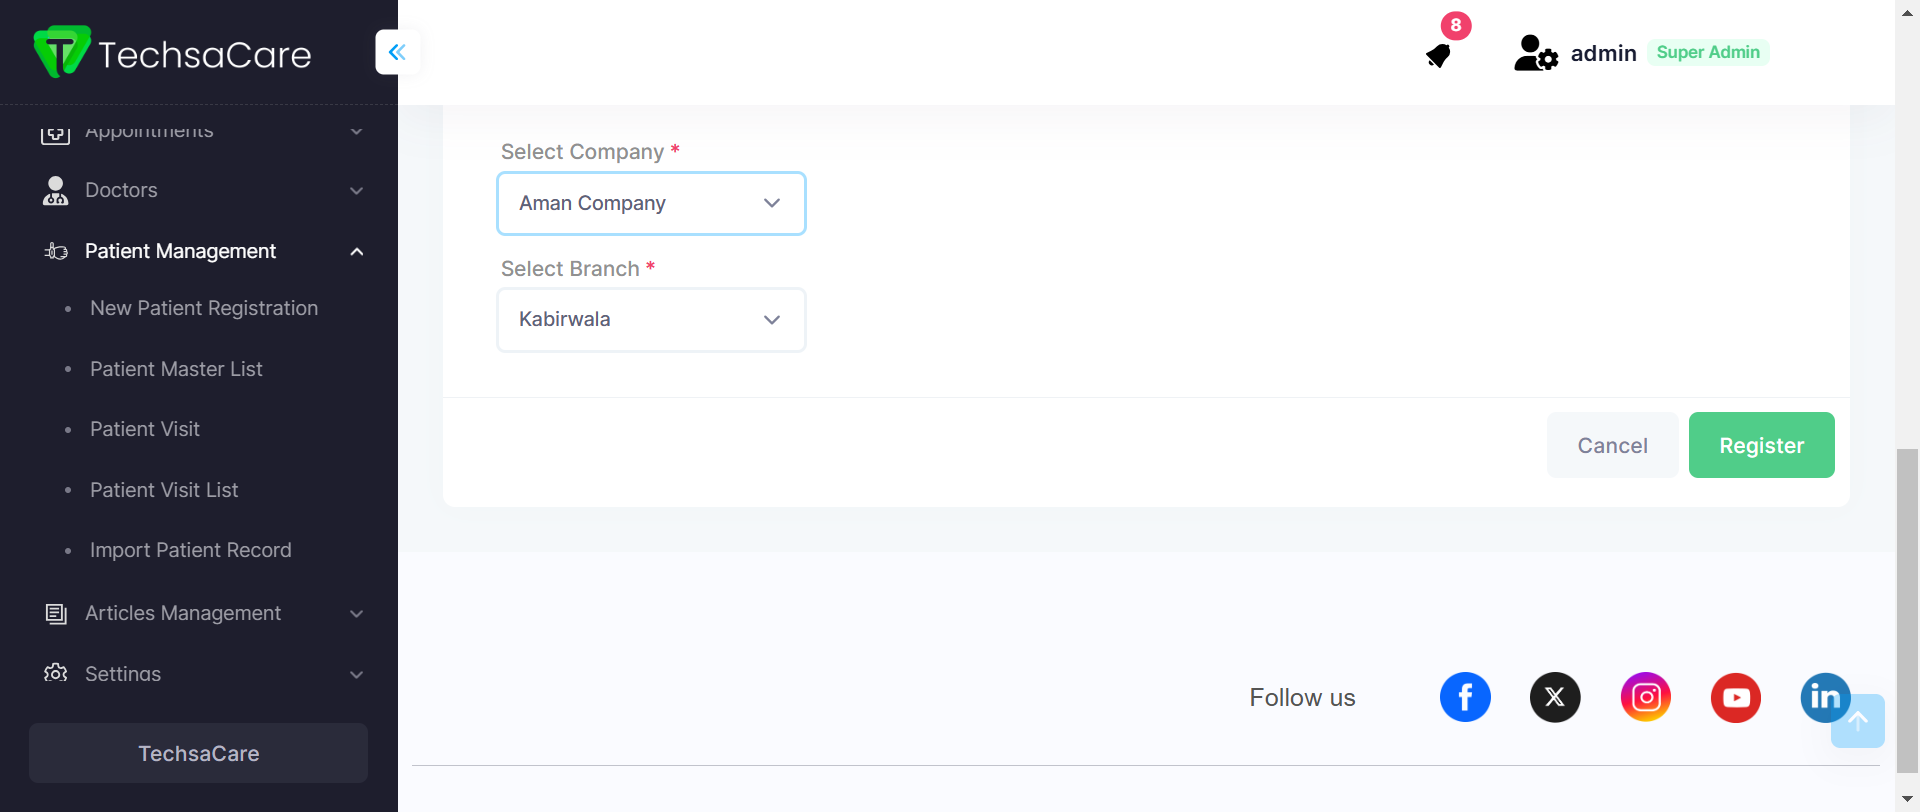 TechsaCare
8
admin
Super Admin
Appointments
Doctors
Patient Management
New Patient Registration
Patient Master List
Patient Visit
Patient Visit List
Import Patient Record
Articles Management
Settings
TechsaCare
Select Company *
Aman Company
Select Branch *
Kabirwala
Cancel
Register
Follow us